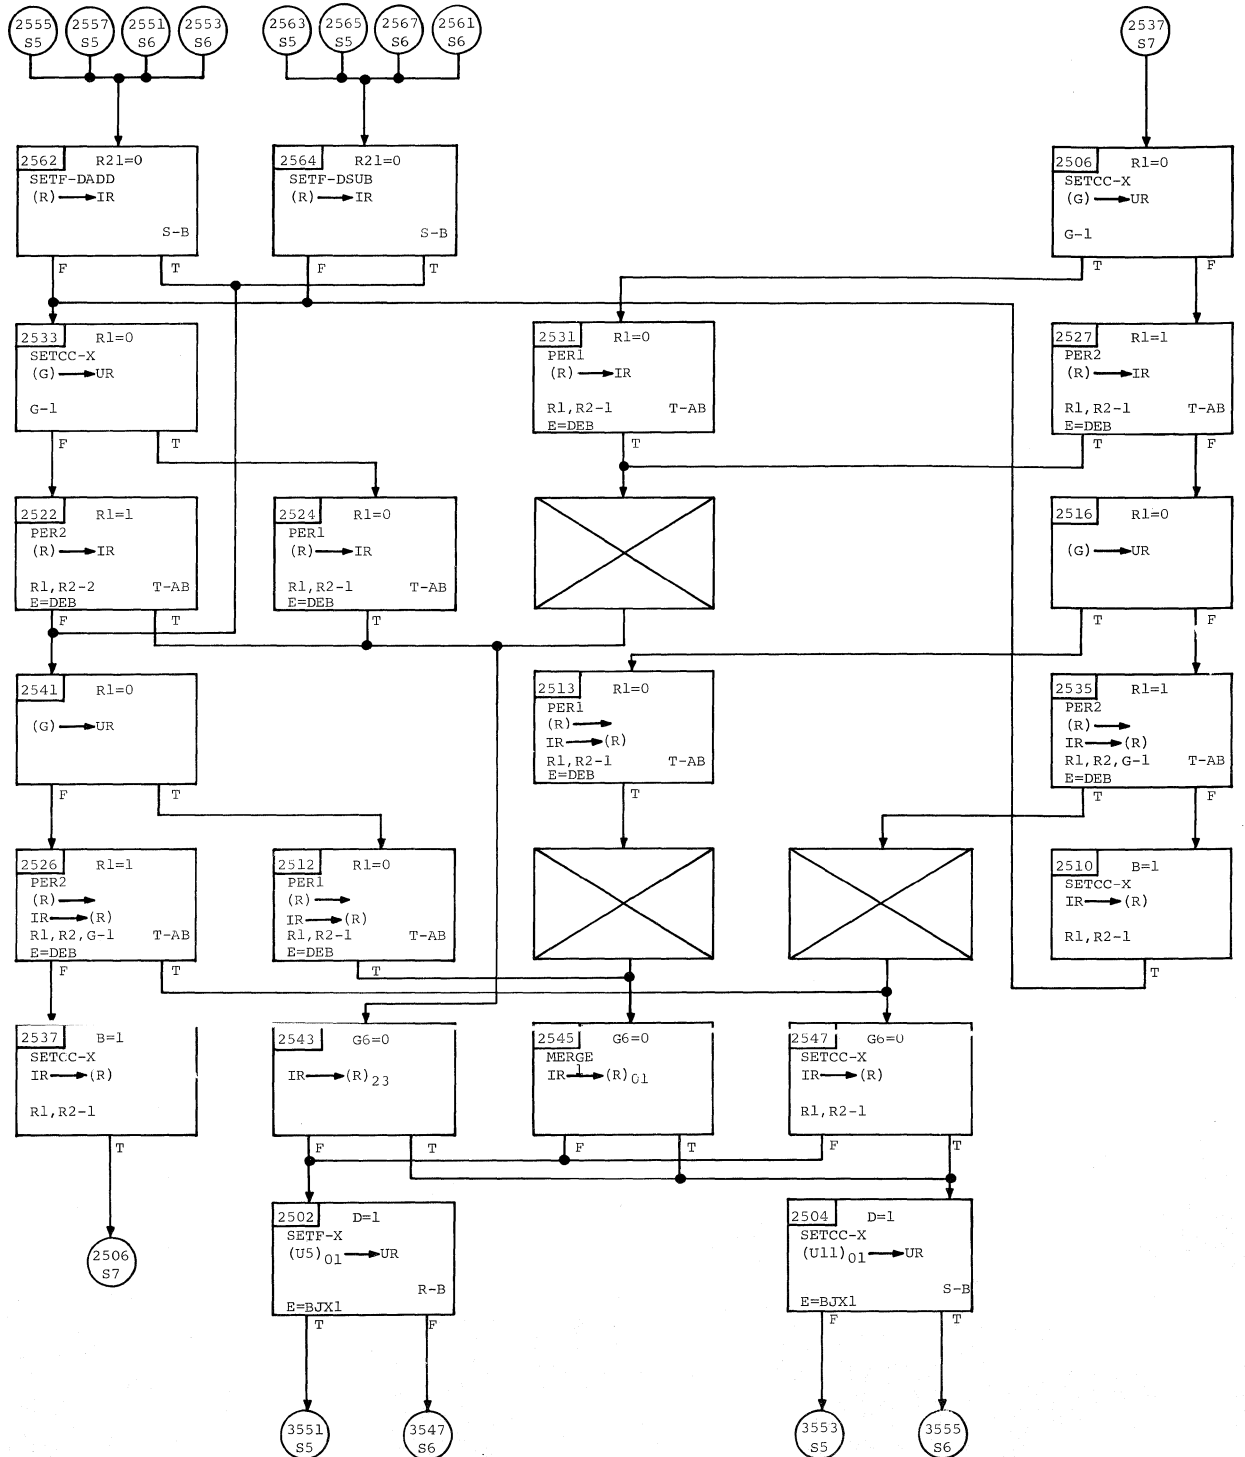 2555 S5
2557 S5
2551 S6
2553 S6
2563 S5
2565 S5
2567 S6
2561 S6
2537 S7
2562 R21=0
SETF-DADD
(R) → IR
S-B
F T
2564 R21=0
SETF-DSUB
(R) → IR
S-B
F T
2506 R1=0
SETCC-X
(G) → UR
G-1
T F
2533 R1=0
SETCC-X
(G) → UR
G-1
F T
2531 R1=0
PER1
(R) → IR
R1,R2-1 T-AB
E=DEB
T
2527 R1=1
PER2
(R) → IR
R1,R2-1 T-AB
E=DEB
T F
2522 R1=1
PER2
(R) → IR
R1,R2-2 T-AB
E=DEB
F T
2524 R1=0
PER1
(R) → IR
R1,R2-1 T-AB
E=DEB
T
2516 R1=0
(G) → UR
T F
2541 R1=0
(G) → UR
F T
2513 R1=0
PER1
(R) →
IR → (R)
R1,R2-1 T-AB
E=DEB
T
2535 R1=1
PER2
(R) →
IR → (R)
R1,R2,G-1 T-AB
E=DEB
T F
2526 R1=1
PER2
(R) →
IR → (R)
R1,R2,G-1 T-AB
E=DEB
F T
2512 R1=0
PER1
(R) →
IR → (R)
R1,R2-1 T-AB
E=DEB
T
2510 B=1
SETCC-X
IR → (R)
R1,R2-1
T
2537 B=1
SETCC-X
IR → (R)
R1,R2-1
T
2543 G6=0
IR → (R)23
F T
2545 G6=0
MERGE
1
IR → (R)01
F T
2547 G6=0
SETCC-X
IR → (R)
R1,R2-1
F T
2506 S7
2502 D=1
SETF-X
(U5)01 → UR
R-B
E=BJX1
T F
2504 D=1
SETCC-X
(U11)01 → UR
S-B
E=BJX1
F T
3551 S5
3547 S6
3553 S5
3555 S6